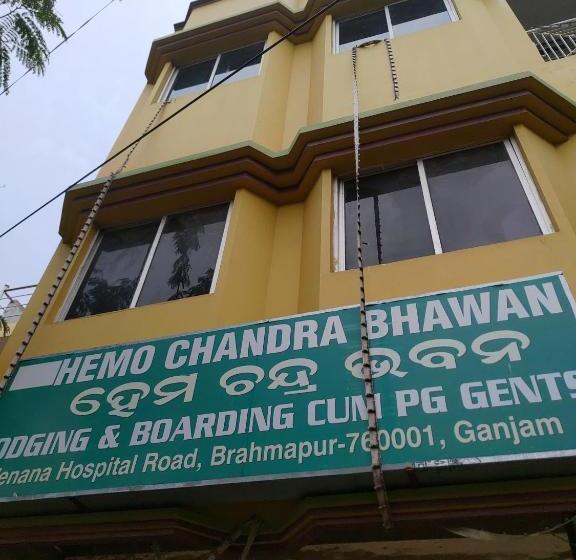 HEMO CHANDRA BHAWAN
ହେମ ଚନ୍ଦ୍ର ଭବନ
ODGING & BOARDING CUM PG GENTS
enana Hospital Road, Brahmapur-760001, Ganjam